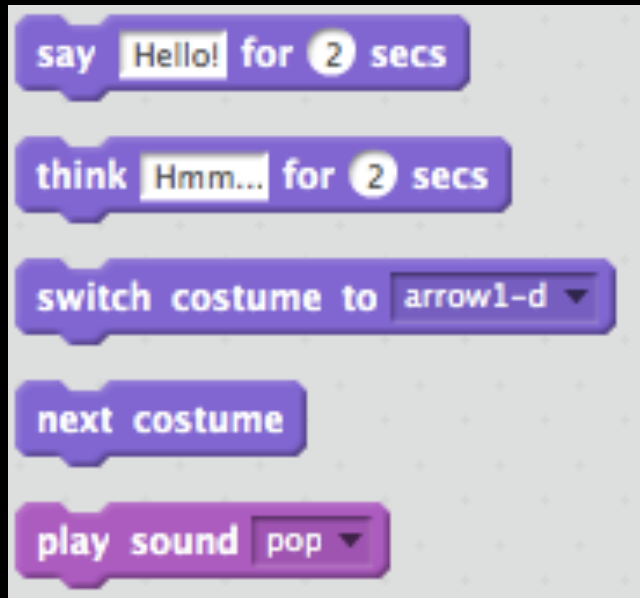 say Hello! for 2 secs
think Hmm... for 2 secs
switch costume to arrow1-d
next costume
play sound pop